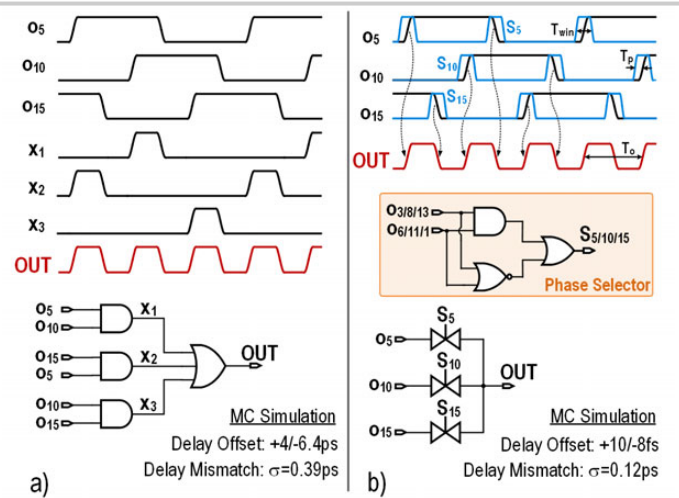 O5
O10
O15
X1
X2
X3
OUT
O5
O10
X1
O15
O5
X2
OUT
O10
O15
X3
MC Simulation
Delay Offset: +4/-6.4ps
Delay Mismatch: σ=0.39ps
a)
O5
S5
Twin
O10
S10
Tp
O15
S15
OUT
To
O3/8/13
O6/11/1
S5/10/15
Phase Selector
S5
O5
S10
OUT
O10
S15
O15
MC Simulation
Delay Offset: +10/-8fs
Delay Mismatch: σ=0.12ps
b)